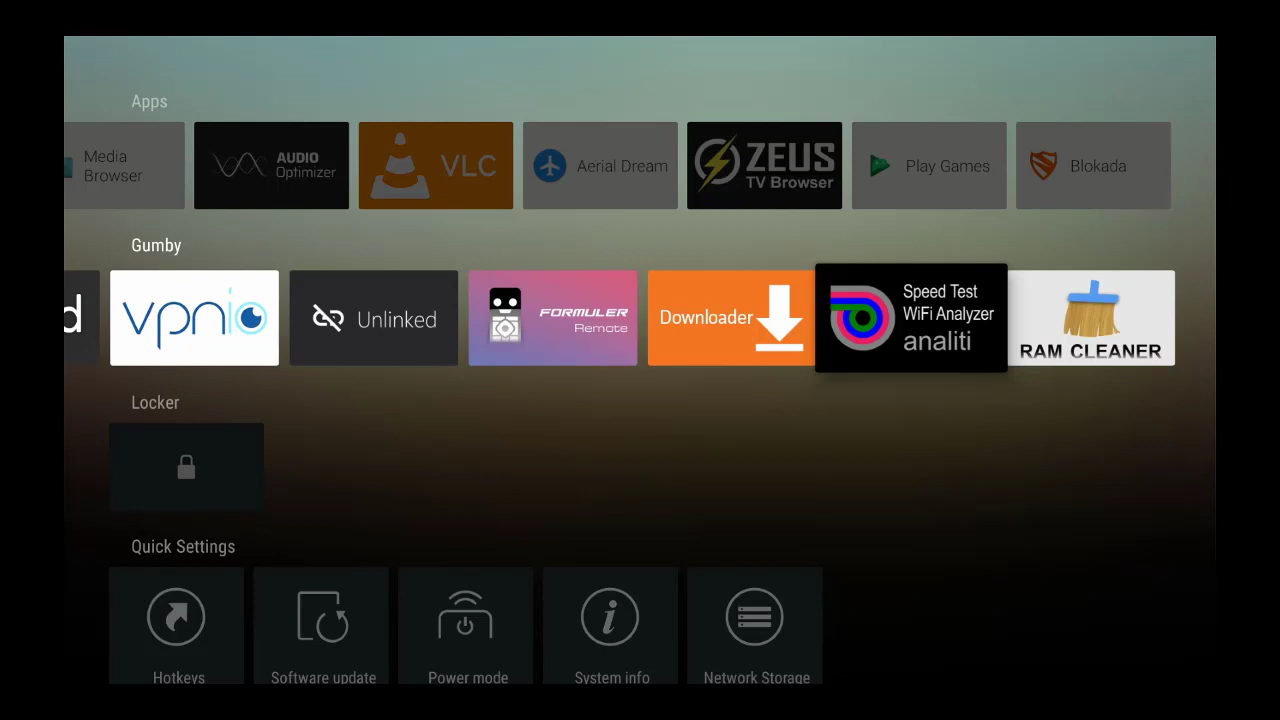 Apps
Media
Browser
AUDIO
Optimizer
VLC
Aerial Dream
ZEUS
TV Browser
Play Games
Blokada
Gumby
d
vpnio
Unlinked
FORMULER
Remote
Downloader
Speed Test
WiFi Analyzer
analiti
RAM CLEANER
Locker
Quick Settings
Hotkeys
Software update
Power mode
System info
Network Storage